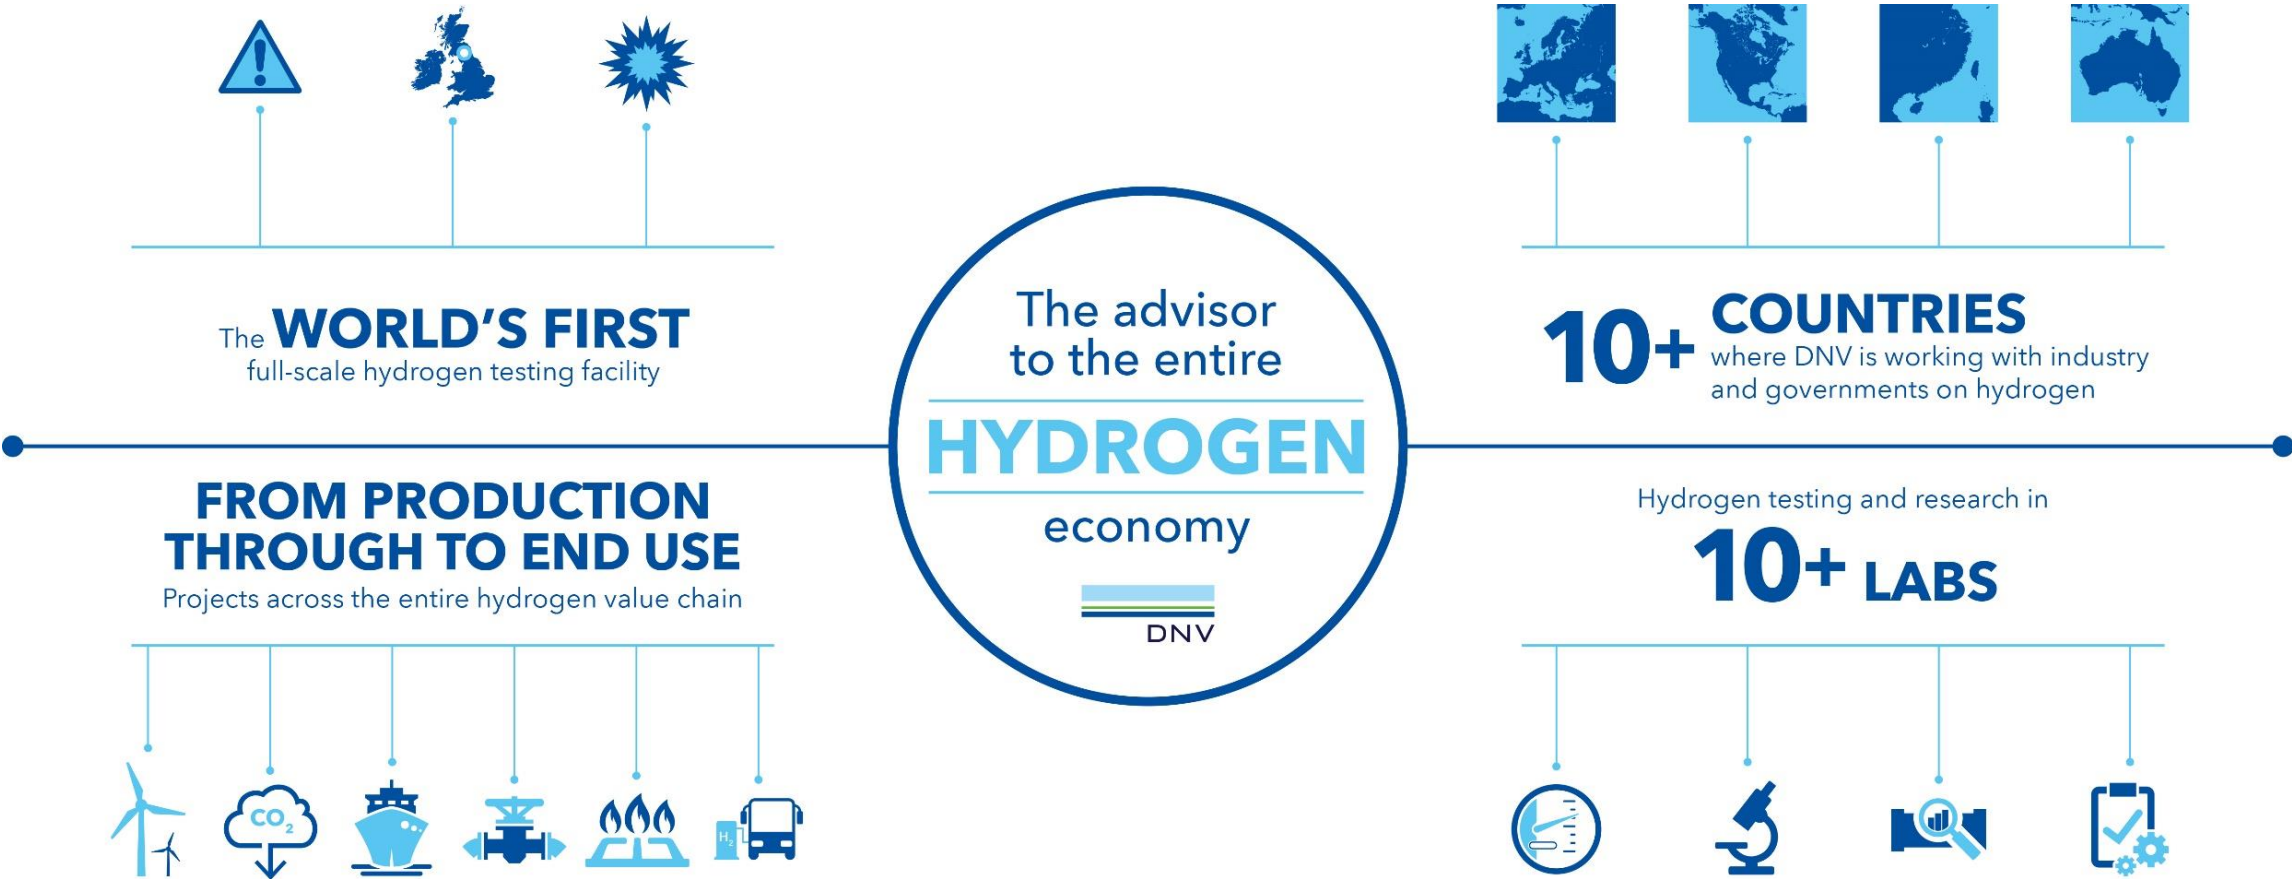 The WORLD'S FIRST
full-scale hydrogen testing facility
FROM PRODUCTION
THROUGH TO END USE
Projects across the entire hydrogen value chain
CO2
H2
The advisor
to the entire
HYDROGEN
economy
DNV
10+ COUNTRIES
where DNV is working with industry
and governments on hydrogen
Hydrogen testing and research in
10+ LABS